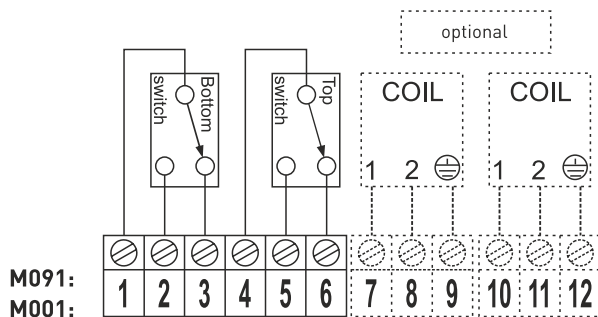 optional
Bottom
switch
Top
switch
COIL
COIL
1 2
1 2
M091:
M001:
1 2 3 4 5 6 7 8 9 10 11 12